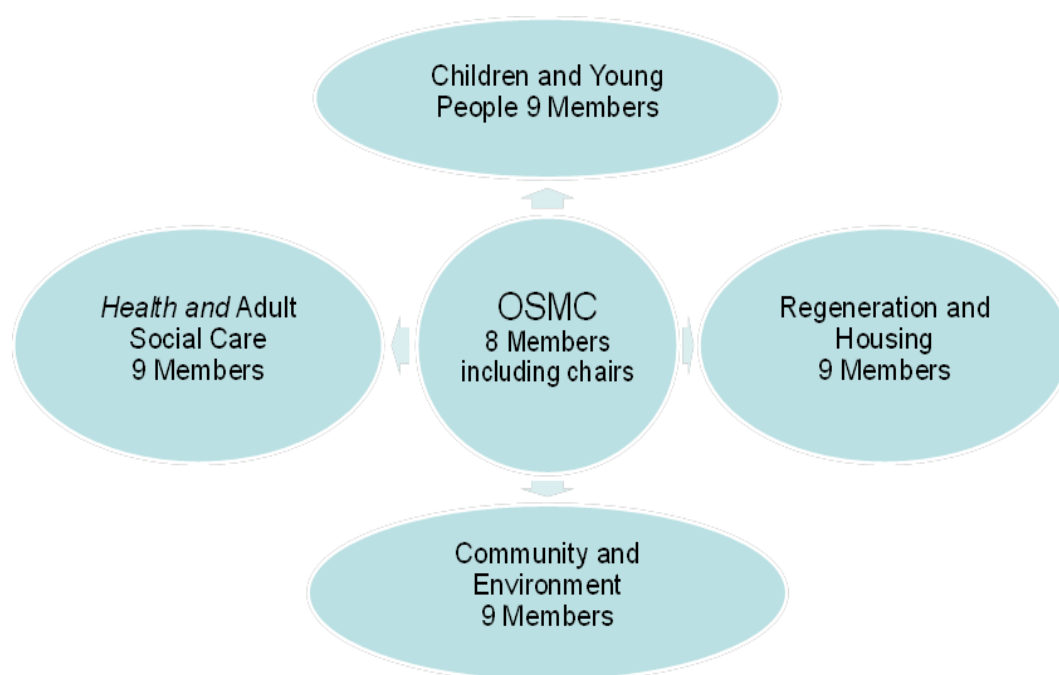 Children and Young
People 9 Members
Health and Adult
Social Care
9 Members
OSMC
8 Members
including chairs
Regeneration and
Housing
9 Members
Community and
Environment
9 Members